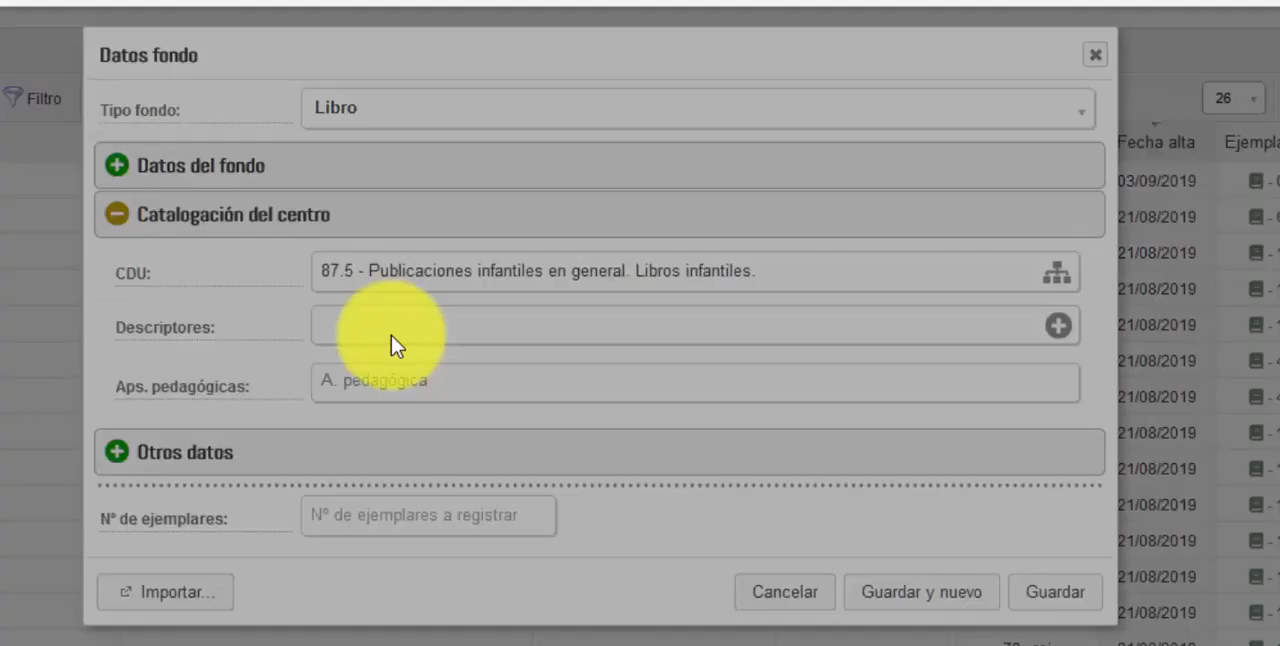 Datos fondo
Filtro
Tipo fondo:
Libro
26
Datos del fondo
Fecha alta
03/09/2019
Catalogación del centro
21/08/2019
21/08/2019
CDU:
87.5 - Publicaciones infantiles en general. Libros infantiles.
21/08/2019
Descriptores:
21/08/2019
21/08/2019
Aps. pedagógicas:
A. pedagógica
21/08/2019
21/08/2019
Otros datos
21/08/2019
21/08/2019
Nº de ejemplares:
Nº de ejemplares a registrar
21/08/2019
21/08/2019
Importar...
Cancelar
Guardar y nuevo
Guardar
21/08/2019